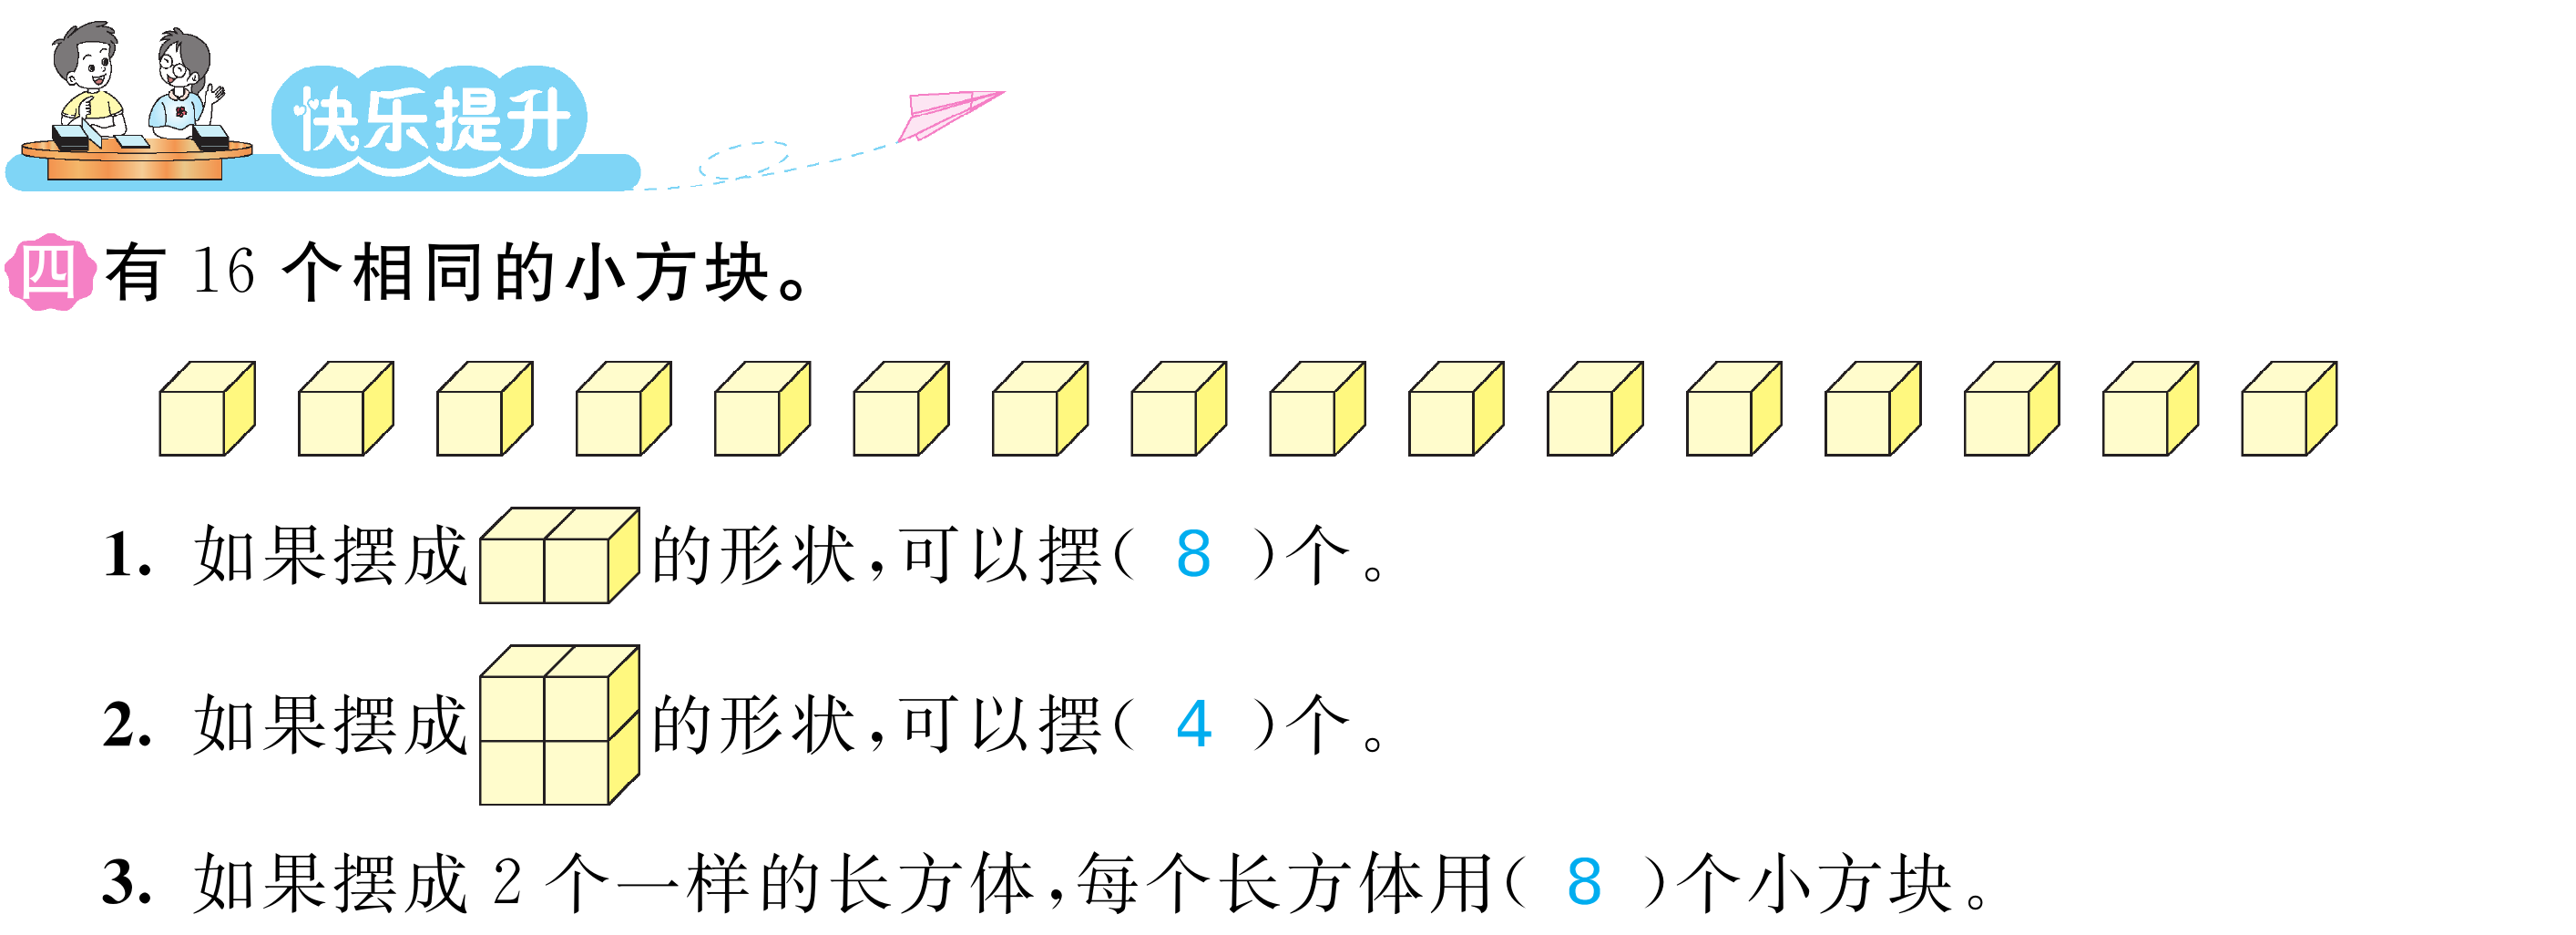 快乐提升
四 有 16 个相同的小方块。
1. 如果摆成的形状,可以摆( 8 )个。
2. 如果摆成的形状,可以摆( 4 )个。
3. 如果摆成 2 个一样的长方体,每个长方体用( 8 )个小方块。